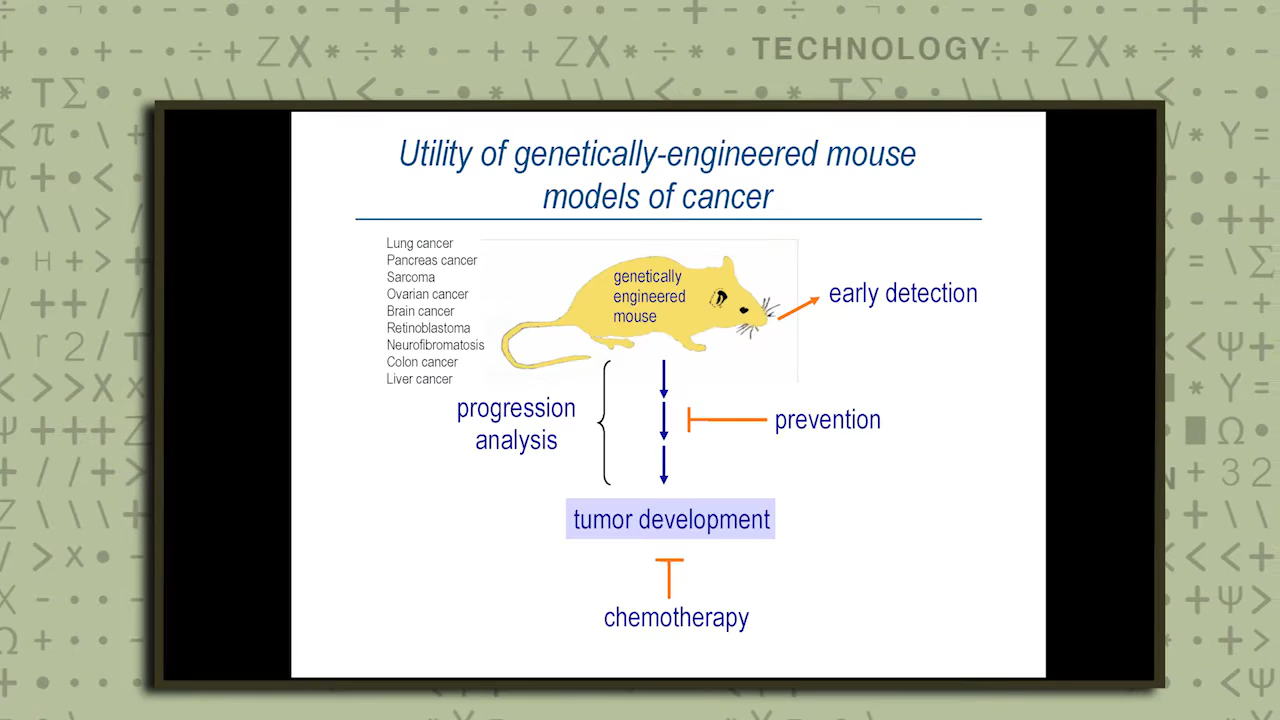 TECHNOLOGY
Utility of genetically-engineered mouse
models of cancer
Lung cancer
Pancreas cancer
Sarcoma
Ovarian cancer
Brain cancer
Retinoblastoma
Neurofibromatosis
Colon cancer
Liver cancer
genetically
engineered
mouse
early detection
progression
analysis
prevention
tumor development
chemotherapy